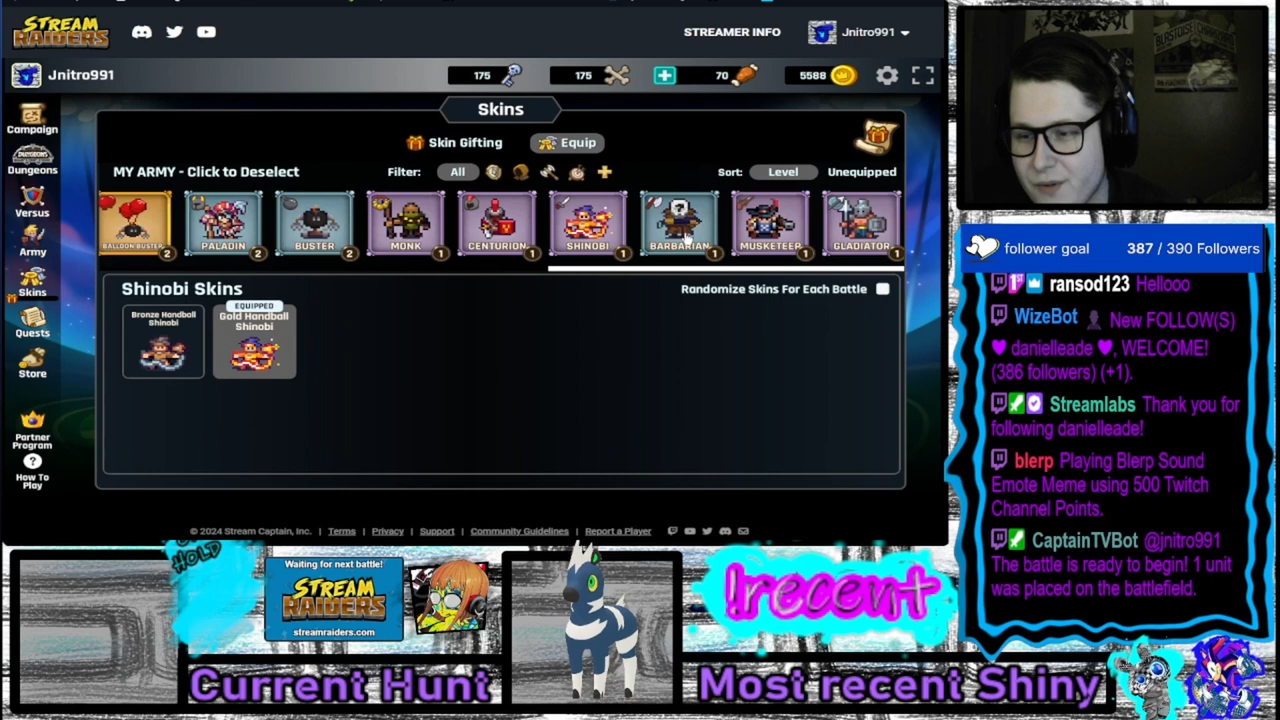 STREAM
RAIDERS
STREAMER INFO
Jnitro991
Jnitro991
175
175
70
5588
Campaign
Dungeons
Versus
Army
Skins
Quests
Store
Partner
Program
How To
Play
Skins
Skin Gifting
Equip
MY ARMY - Click to Deselect
Filter:
All
Sort:
Level
Unequipped
BALLOON BUSTER
2
PALADIN
2
BUSTER
2
MONK
1
CENTURION
1
SHINOBI
1
BARBARIAN
1
MUSKETEER
1
GLADIATOR
1
Shinobi Skins
Randomize Skins For Each Battle
Bronze Handball
Shinobi
EQUIPPED
Gold Handball
Shinobi
© 2024 Stream Captain, Inc. | Terms | Privacy | Support | Community Guidelines | Report a Player
BLASTOISE
follower goal 387 / 390 Followers
1st ransod123 Hellooo
WizeBot 👤 New FOLLOW(S)
♥ danielleade ♥, WELCOME!
(386 followers) (+1).
Streamlabs Thank you for
following danielleade!
blerp Playing Blerp Sound
Emote Meme using 500 Twitch
Channel Points.
CaptainTVBot @jnitro991
The battle is ready to begin! 1 unit
was placed on the battlefield.
HOLD
Waiting for next battle!
STREAM
RAIDERS
streamraiders.com
!recent
Current Hunt
Most recent Shiny